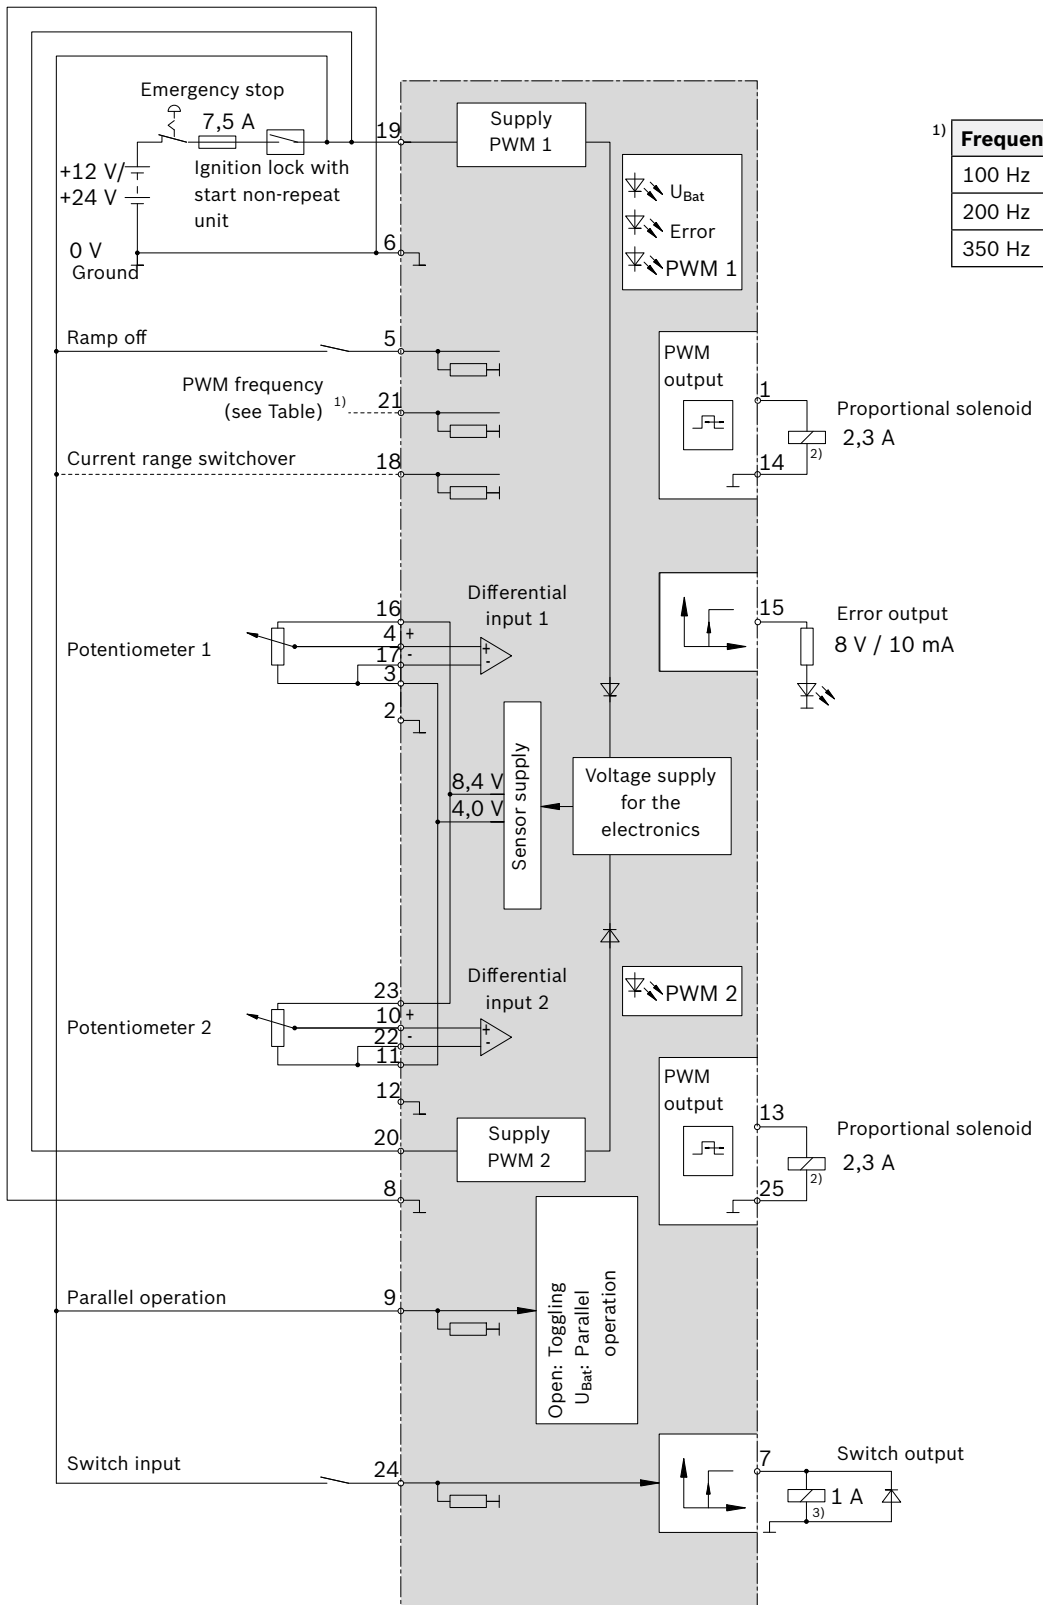 Emergency stop
7,5 A
+12 V/
+24 V
Ignition lock with
start non-repeat
unit
0 V
Ground
19
6
Supply
PWM 1
UBat
Error
PWM 1
1)
Frequen
100 Hz
200 Hz
350 Hz
Ramp off
5
PWM frequency
(see Table) 1)
21
Current range switchover
18
PWM
output
1
14
Proportional solenoid
2,3 A
2)
Potentiometer 1
16
4
+
17
-
3
2
Differential
input 1
+
-
15
Error output
8 V / 10 mA
8,4 V
4,0 V
Sensor supply
Voltage supply
for the
electronics
Potentiometer 2
23
10
+
22
-
11
12
Differential
input 2
+
-
PWM 2
20
Supply
PWM 2
8
PWM
output
13
25
Proportional solenoid
2,3 A
2)
Parallel operation
9
Open: Toggling
UBat: Parallel
operation
Switch input
24
7
Switch output
1 A
3)